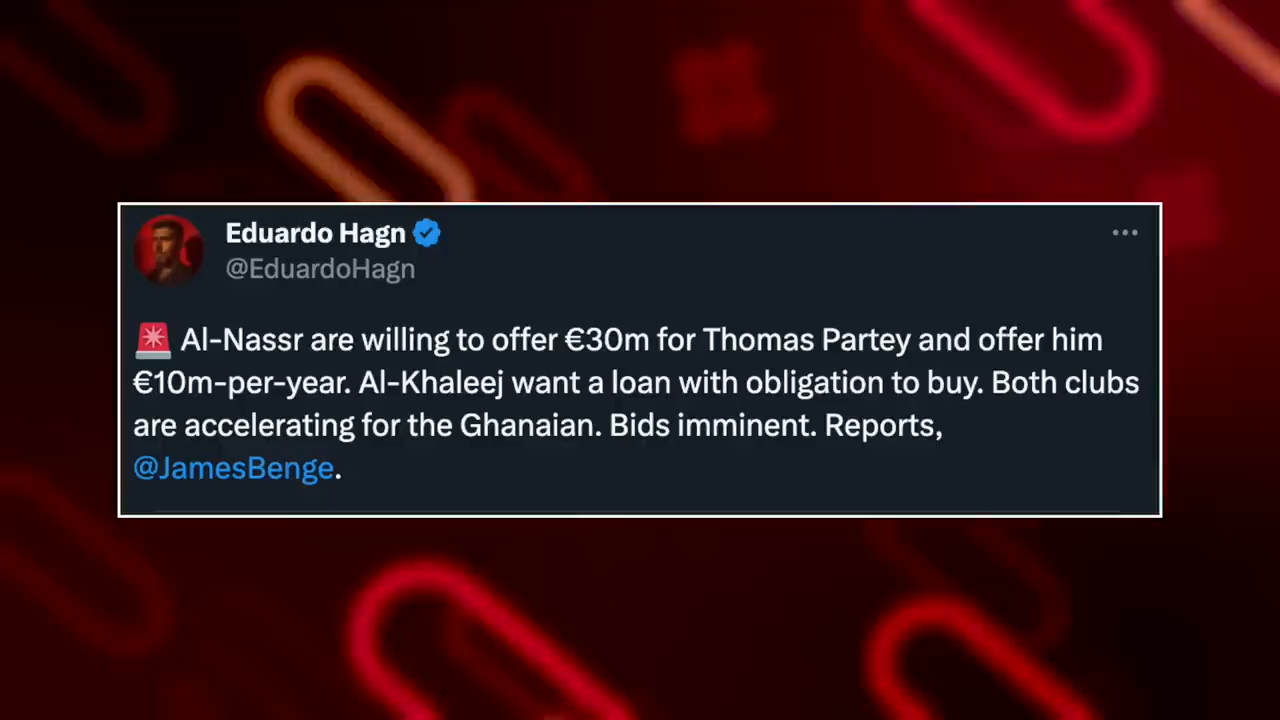 Eduardo Hagn
@EduardoHagn
🚨 Al-Nassr are willing to offer €30m for Thomas Partey and offer him
€10m-per-year. Al-Khaleej want a loan with obligation to buy. Both clubs
are accelerating for the Ghanaian. Bids imminent. Reports,
@JamesBenge.